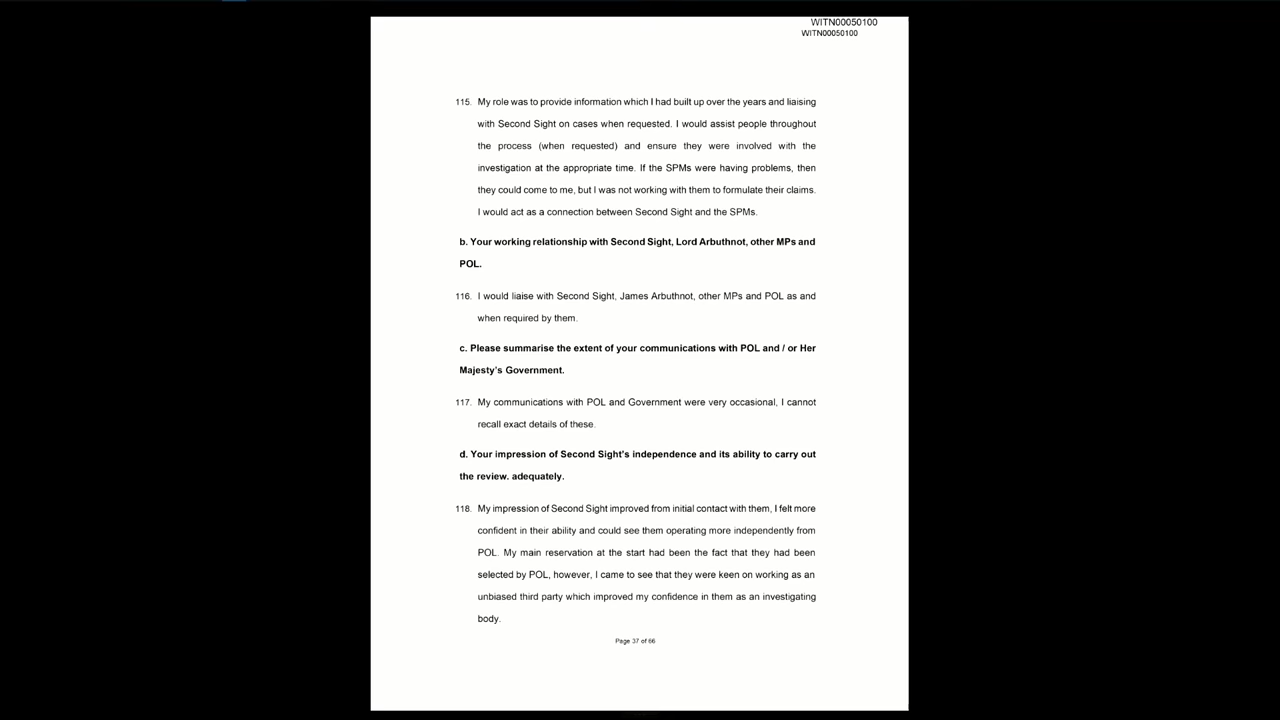 WITN00050100
WITN00050100
115. My role was to provide information which I had built up over the years and liaising
with Second Sight on cases when requested. I would assist people throughout
the process (when requested) and ensure they were involved with the
investigation at the appropriate time. If the SPMs were having problems, then
they could come to me, but I was not working with them to formulate their claims.
I would act as a connection between Second Sight and the SPMs.
b. Your working relationship with Second Sight, Lord Arbuthnot, other MPs and
POL.
116. I would liaise with Second Sight, James Arbuthnot, other MPs and POL as and
when required by them.
c. Please summarise the extent of your communications with POL and / or Her
Majesty's Government.
117. My communications with POL and Government were very occasional, I cannot
recall exact details of these.
d. Your impression of Second Sight's independence and its ability to carry out
the review. adequately.
118. My impression of Second Sight improved from initial contact with them, I felt more
confident in their ability and could see them operating more independently from
POL. My main reservation at the start had been the fact that they had been
selected by POL, however, I came to see that they were keen on working as an
unbiased third party which improved my confidence in them as an investigating
body.
Page 37 of 66